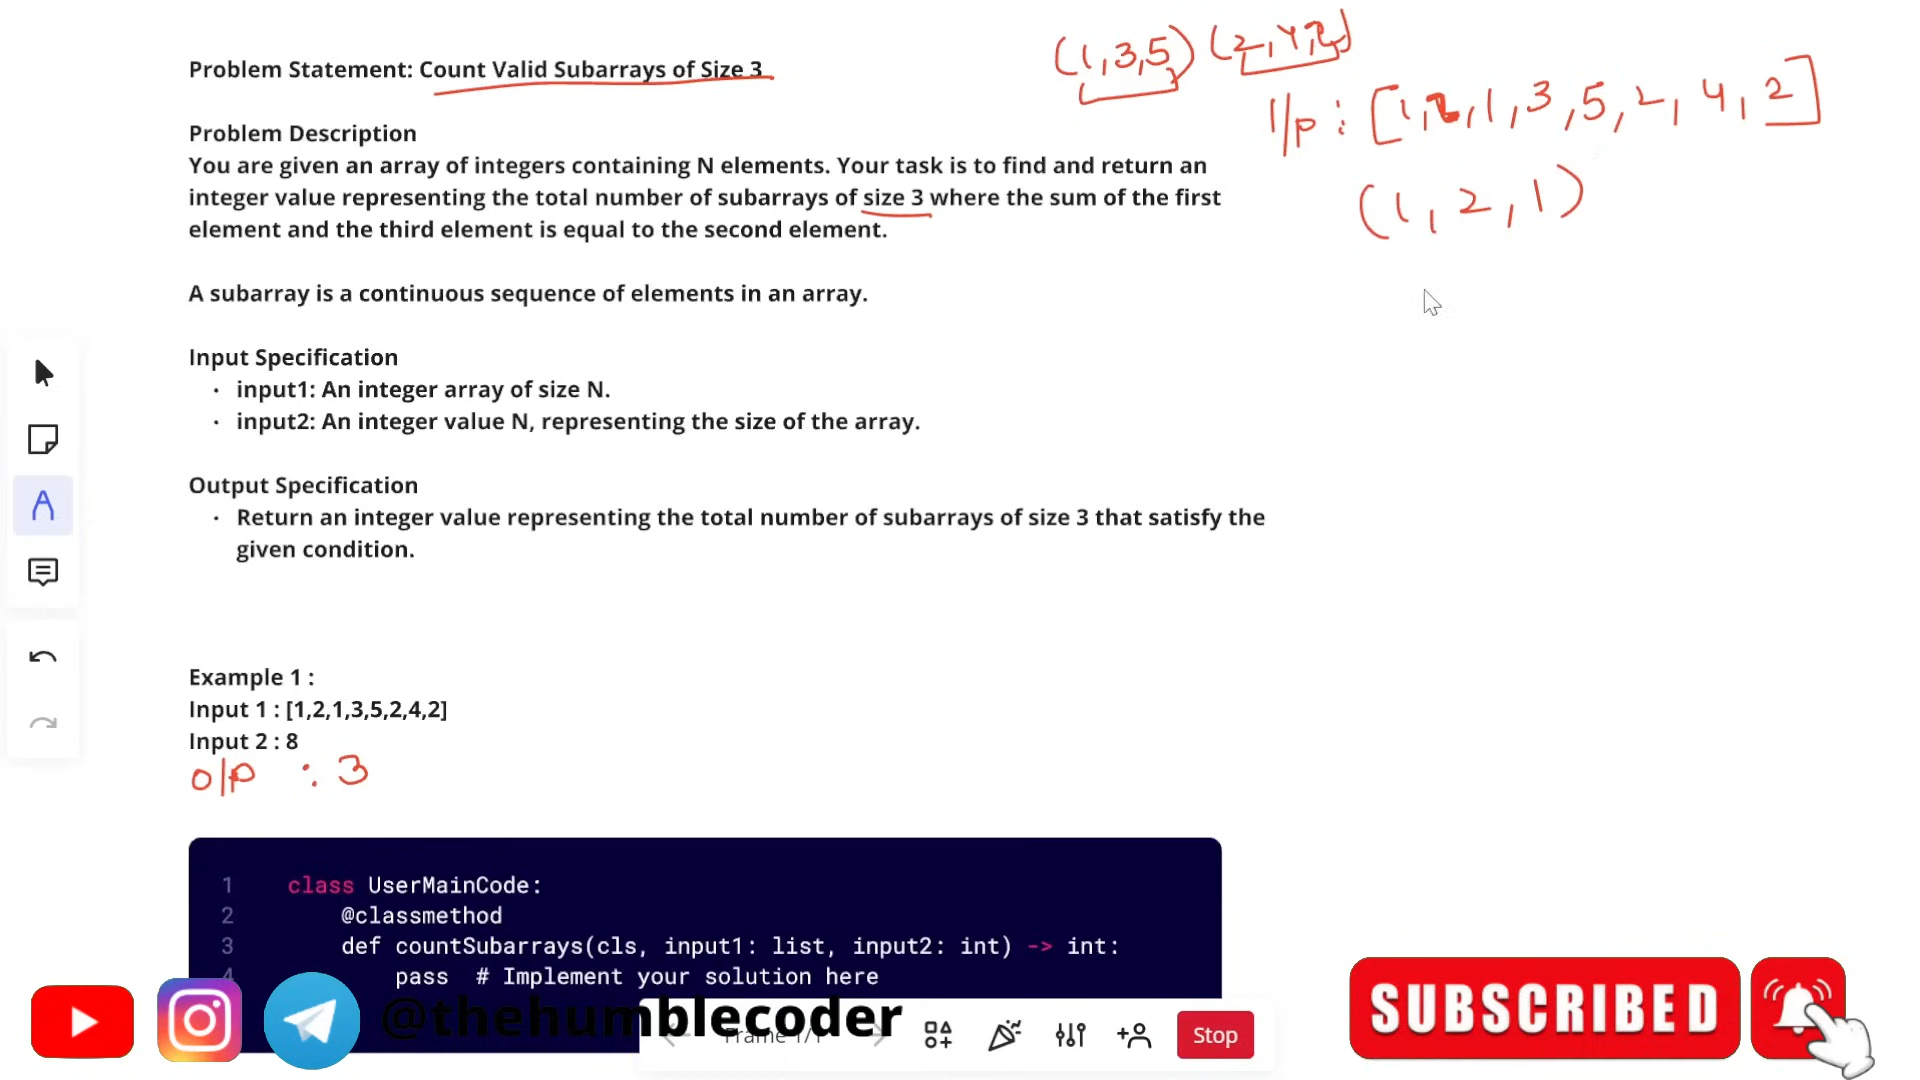 (1,3,5) (2,4,2)
Problem Statement: Count Valid Subarrays of Size 3
I/p : [1,2,1,3,5,2,4,2]
Problem Description
You are given an array of integers containing N elements. Your task is to find and return an
integer value representing the total number of subarrays of size 3 where the sum of the first
element and the third element is equal to the second element.
(1,2,1)
A subarray is a continuous sequence of elements in an array.
Input Specification
· input1: An integer array of size N.
· input2: An integer value N, representing the size of the array.
Output Specification
· Return an integer value representing the total number of subarrays of size 3 that satisfy the
given condition.
Example 1 :
Input 1 : [1,2,1,3,5,2,4,2]
Input 2 : 8
O/P : 3
1 class UserMainCode:
2 @classmethod
3 def countSubarrays(cls, input1: list, input2: int) -> int:
4 pass # Implement your solution here
@thehumblecoder
Frame 1/1
Stop
SUBSCRIBED